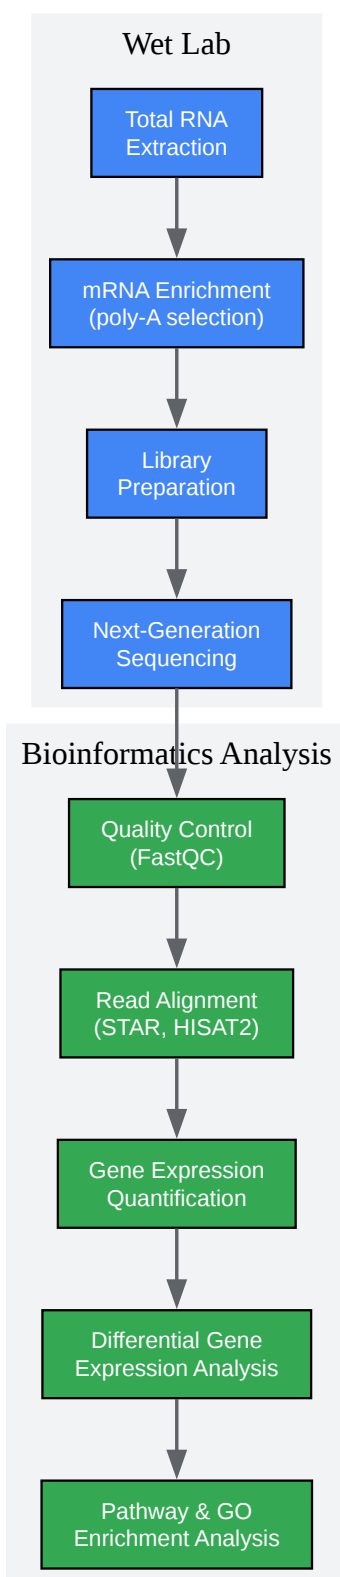 Wet Lab
Total RNA
Extraction
mRNA Enrichment
(poly-A selection)
Library
Preparation
Next-Generation
Sequencing
Bioinformatics Analysis
Quality Control
(FastQC)
Read Alignment
(STAR, HISAT2)
Gene Expression
Quantification
Differential Gene
Expression Analysis
Pathway & GO
Enrichment Analysis